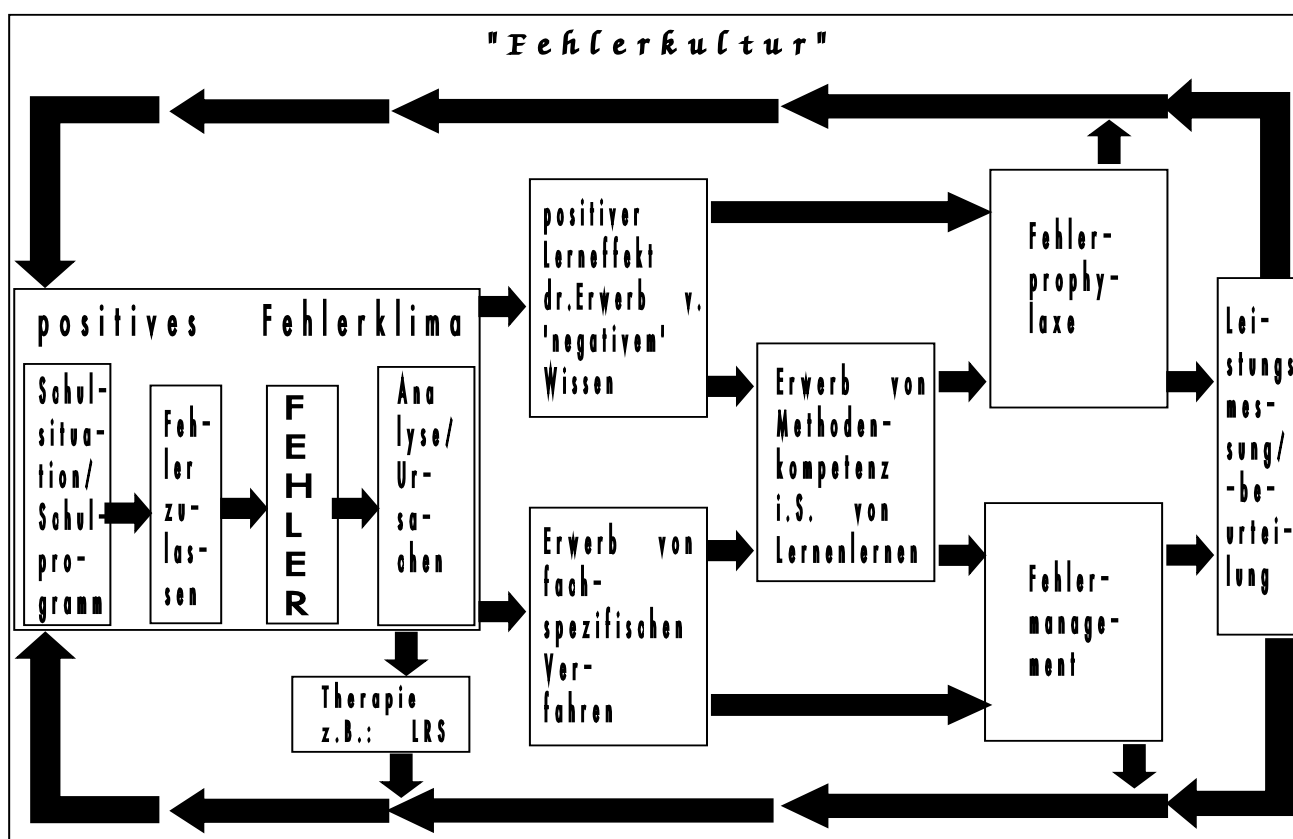 "Fehlerkultur"
positives Fehlerklima
Schul-
situa-
tion/
Schul-
pro-
gramm
Feh-
ler
zu-
las-
sen
F
E
H
L
E
R
Ana
lyse/
Ur-
sa-
chen
Therapie
z.B.: LRS
positiver
Lerneffekt
dr.Erwerb v.
'negativem'
Wissen
Erwerb von
fach-
spezifischen
Ver-
fahren
Erwerb von
Methoden-
kompetenz
i.S. von
Lernenlernen
Fehler-
prophy-
laxe
Fehler-
manage-
ment
Lei-
stungs
mes-
sung/
-be-
urtei-
lung